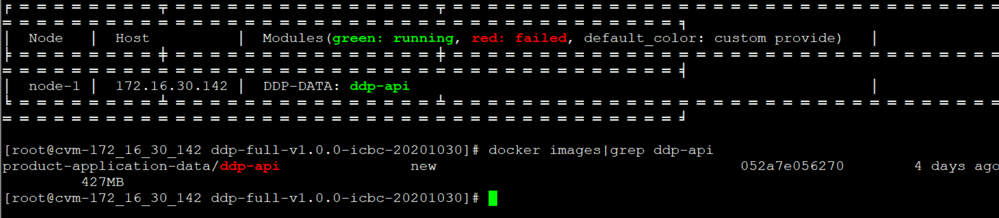 ╒=========╤================╤=================================
========================================╕
│ Node │ Host │ Modules(green: running, red: failed, default_color: custom provide) │
╞=========╪================╪=================================
========================================╡
│ node-1 │ 172.16.30.142 │ DDP-DATA: ddp-api │
╘=========╧================╧=================================
========================================╛
[root@cvm-172_16_30_142 ddp-full-v1.0.0-icbc-20201030]# docker images|grep ddp-api
product-application-data/ddp-api new 052a7e056270 4 days ago
427MB
[root@cvm-172_16_30_142 ddp-full-v1.0.0-icbc-20201030]#